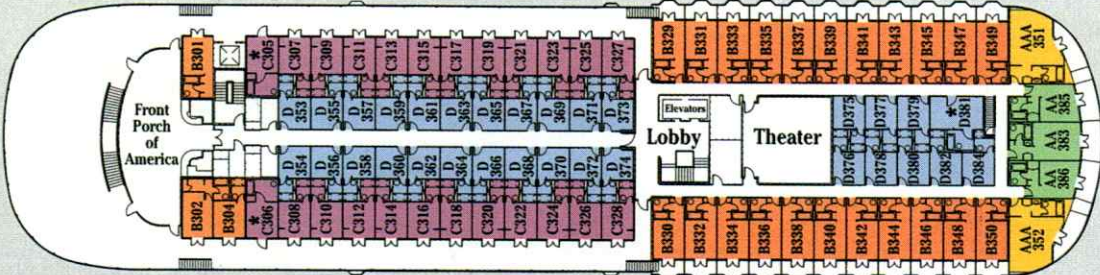 B301
* C305
C307
C309
C311
C313
C315
C317
C319
C321
C323
C325
C327
B329
B331
B333
B335
B337
B339
B341
B343
B345
B347
B349
AAA 351
D 353
D 355
D 357
D 359
D 361
D 363
D 365
D 367
D 369
D 371
D 373
Elevators
D375
D377
D379
* D381
AA 385
Front
Porch
of
America
Lobby
Theater
AA 383
D 354
D 356
D 358
D 360
D 362
D 364
D 366
D 368
D 370
D 372
D 374
D376
D378
D380
D382
D384
AA 386
B302
B304
* C306
C308
C310
C312
C314
C316
C318
C320
C322
C324
C326
C328
B330
B332
B334
B336
B338
B340
B342
B344
B346
B348
B350
AAA 352